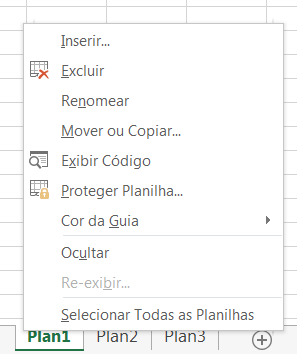 Inserir...
Excluir
Renomear
Mover ou Copiar...
Exibir Código
Proteger Planilha...
Cor da Guia
Ocultar
Re-exibir...
Selecionar Todas as Planilhas
Plan1 Plan2 Plan3